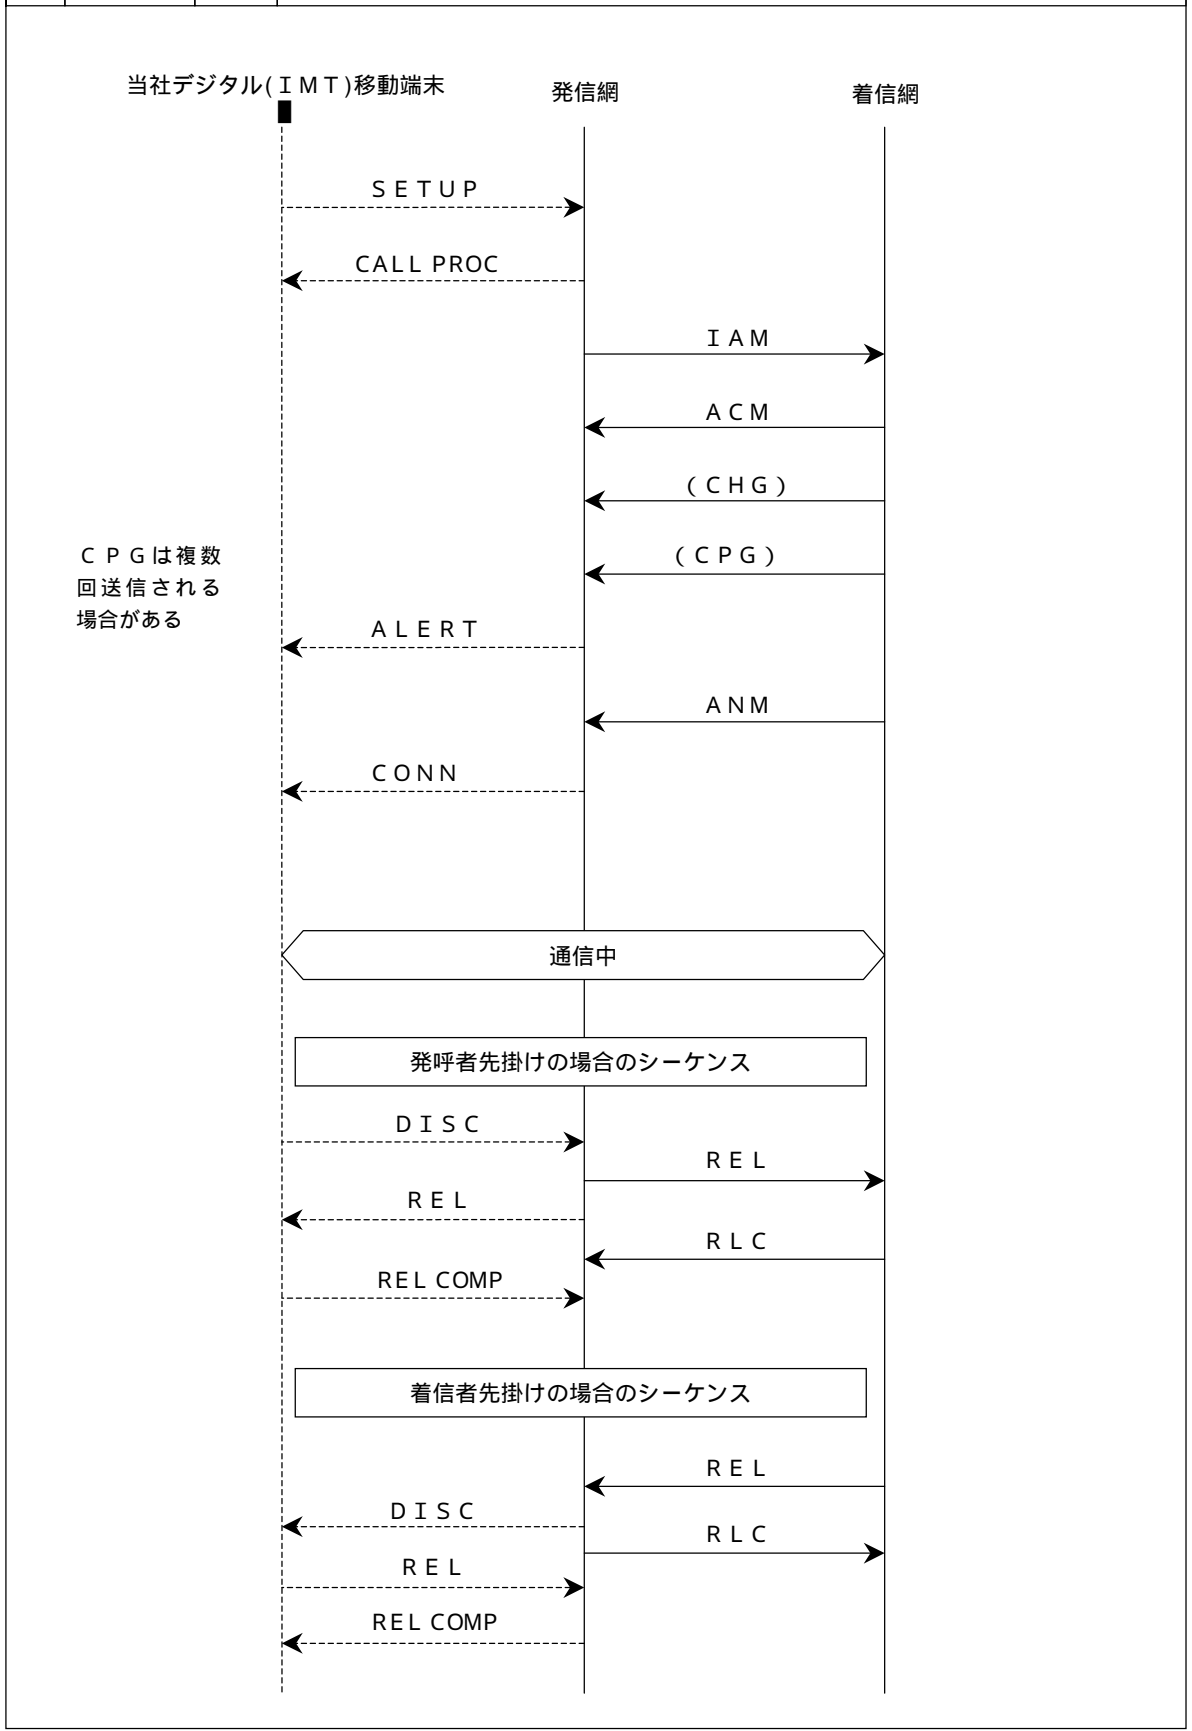 当社デジタル(ＩＭＴ)移動端末
発信網
着信網
ＳＥＴＵＰ
CALL PROC
ＩＡＭ
ＡＣＭ
（ＣＨＧ）
（ＣＰＧ）
ＣＰＧは複数
回送信される
場合がある
ＡＬＥＲＴ
ＡＮＭ
ＣＯＮＮ
通信中
発呼者先掛けの場合のシーケンス
ＤＩＳＣ
ＲＥＬ
ＲＥＬ
ＲＬＣ
REL COMP
着信者先掛けの場合のシーケンス
ＲＥＬ
ＤＩＳＣ
ＲＬＣ
ＲＥＬ
REL COMP